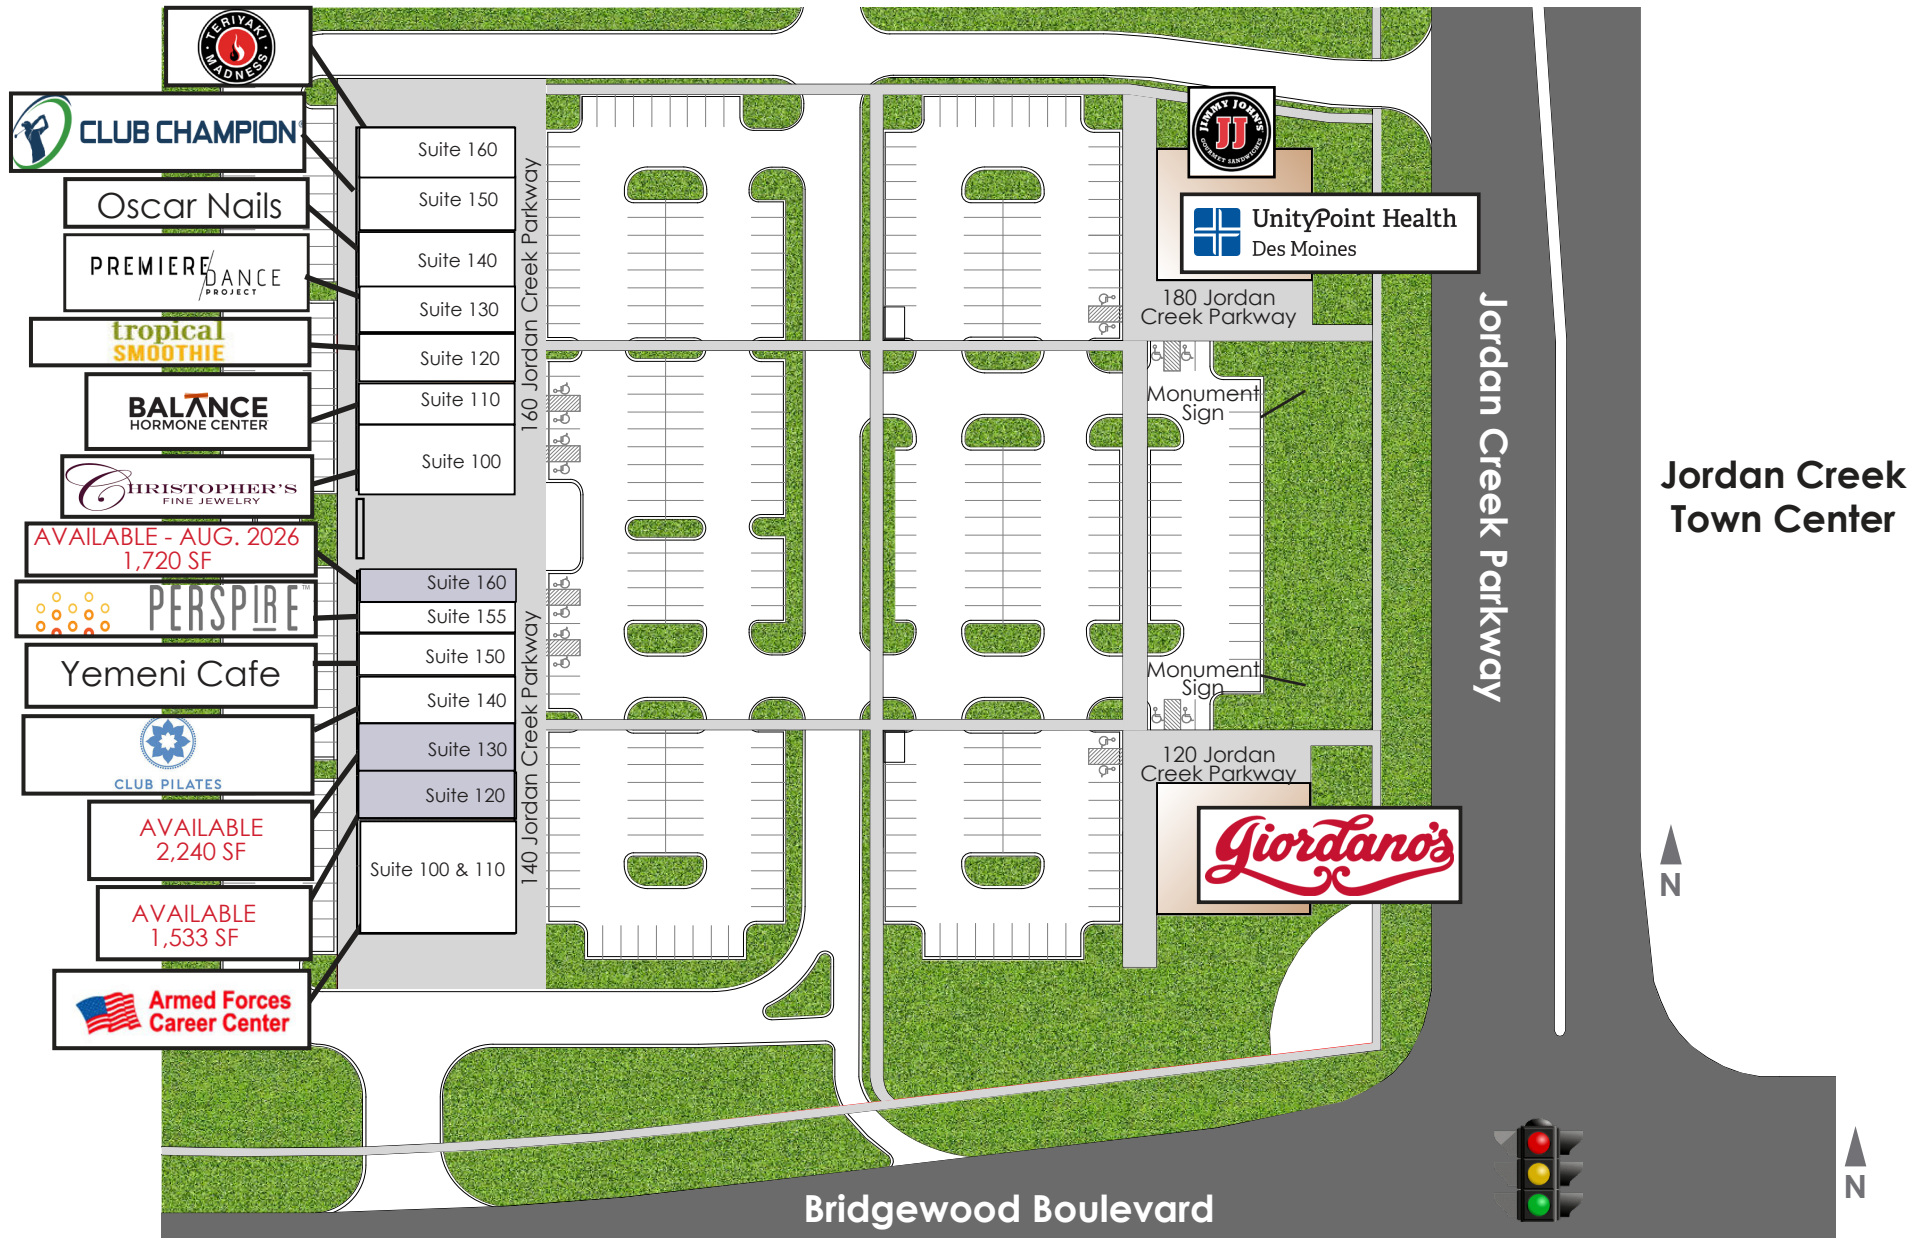 TERIYAKI
MADNESS
CLUB CHAMPION
Oscar Nails
PREMIERE
DANCE
PROJECT
tropical
SMOOTHIE
BALANCE
HORMONE CENTER
CHRISTOPHER'S
FINE JEWELRY
AVAILABLE - AUG. 2026
1,720 SF
PERSPIRE™
Yemeni Cafe
CLUB PILATES
AVAILABLE
2,240 SF
AVAILABLE
1,533 SF
Armed Forces
Career Center
Suite 160
Suite 150
Suite 140
Suite 130
Suite 120
Suite 110
Suite 100
160 Jordan Creek Parkway
Suite 160
Suite 155
Suite 150
Suite 140
Suite 130
Suite 120
Suite 100 & 110
140 Jordan Creek Parkway
JIMMY JOHN'S
JJ
GOURMET SANDWICHES
UnityPoint Health
Des Moines
180 Jordan
Creek Parkway
Monument
Sign
Monument
Sign
120 Jordan
Creek Parkway
Giordano's
Jordan Creek Parkway
Jordan Creek
Town Center
N
N
Bridgewood Boulevard